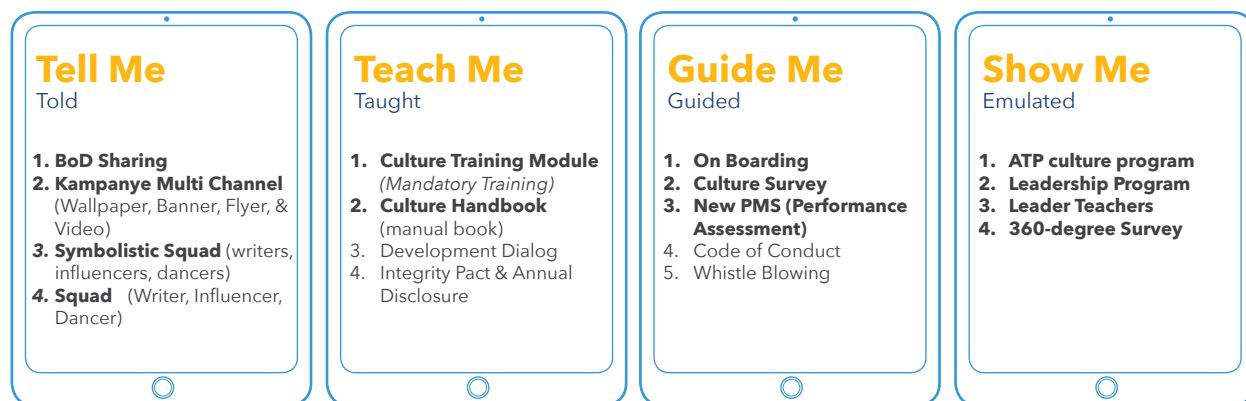 Tell Me
Told
1. BoD Sharing
2. Kampanye Multi Channel
(Wallpaper, Banner, Flyer, &
Video)
3. Symbolistic Squad (writers,
influencers, dancers)
4. Squad (Writer, Influencer,
Dancer)
Teach Me
Taught
1. Culture Training Module
(Mandatory Training)
2. Culture Handbook
(manual book)
3. Development Dialog
4. Integrity Pact & Annual
Disclosure
Guide Me
Guided
1. On Boarding
2. Culture Survey
3. New PMS (Performance
Assessment)
4. Code of Conduct
5. Whistle Blowing
Show Me
Emulated
1. ATP culture program
2. Leadership Program
3. Leader Teachers
4. 360-degree Survey